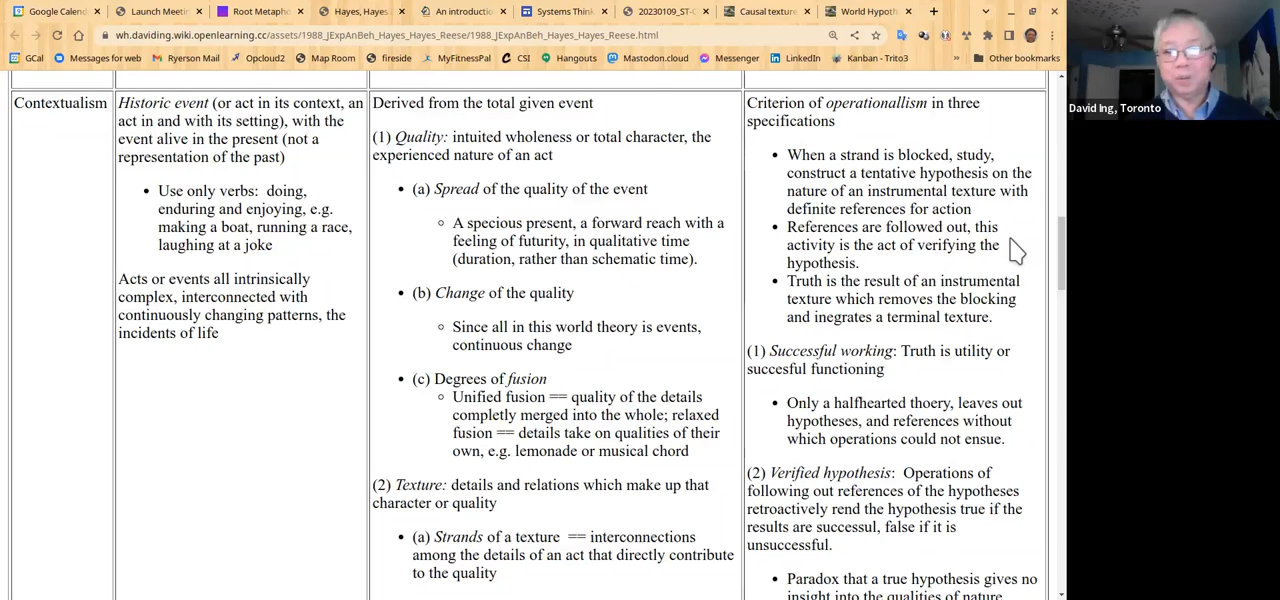 Google Calend
Launch Meetin
Root Metapho
Hayes, Hayes
An introductio
Systems Think
20230109_ST-C
Causal texture
World Hypoth
wh.daviding.wiki.openlearning.cc/assets/1988_JExpAnBeh_Hayes_Hayes_Reese/1988_JExpAnBeh_Hayes_Hayes_Reese.html
GCal
Messages for web
Ryerson Mail
Opcloud2
Map Room
fireside
MyFitnessPal
CSI
Hangouts
Mastodon.cloud
Messenger
LinkedIn
Kanban - Trito3
»
Other bookmarks
Contextualism
Historic event (or act in its context, an
act in and with its setting), with the
event alive in the present (not a
representation of the past)
• Use only verbs: doing,
enduring and enjoying, e.g.
making a boat, running a race,
laughing at a joke
Acts or events all intrinsically
complex, interconnected with
continuously changing patterns, the
incidents of life
Derived from the total given event
(1) Quality: intuited wholeness or total character, the
experienced nature of an act
• (a) Spread of the quality of the event
○ A specious present, a forward reach with a
feeling of futurity, in qualitative time
(duration, rather than schematic time).
• (b) Change of the quality
○ Since all in this world theory is events,
continuous change
• (c) Degrees of fusion
○ Unified fusion == quality of the details
completly merged into the whole; relaxed
fusion == details take on qualities of their
own, e.g. lemonade or musical chord
(2) Texture: details and relations which make up that
character or quality
• (a) Strands of a texture == interconnections
among the details of an act that directly contribute
to the quality
Criterion of operationallism in three
specifications
• When a strand is blocked, study,
construct a tentative hypothesis on the
nature of an instrumental texture with
definite references for action
• References are followed out, this
activity is the act of verifying the
hypothesis.
• Truth is the result of an instrumental
texture which removes the blocking
and inegrates a terminal texture.
(1) Successful working: Truth is utility or
succesful functioning
• Only a halfhearted thoery, leaves out
hypotheses, and references without
which operations could not ensue.
(2) Verified hypothesis: Operations of
following out references of the hypotheses
retroactively rend the hypothesis true if the
results are successul, false if it is
unsuccessful.
• Paradox that a true hypothesis gives no
insight into the qualities of nature
David Ing, Toronto